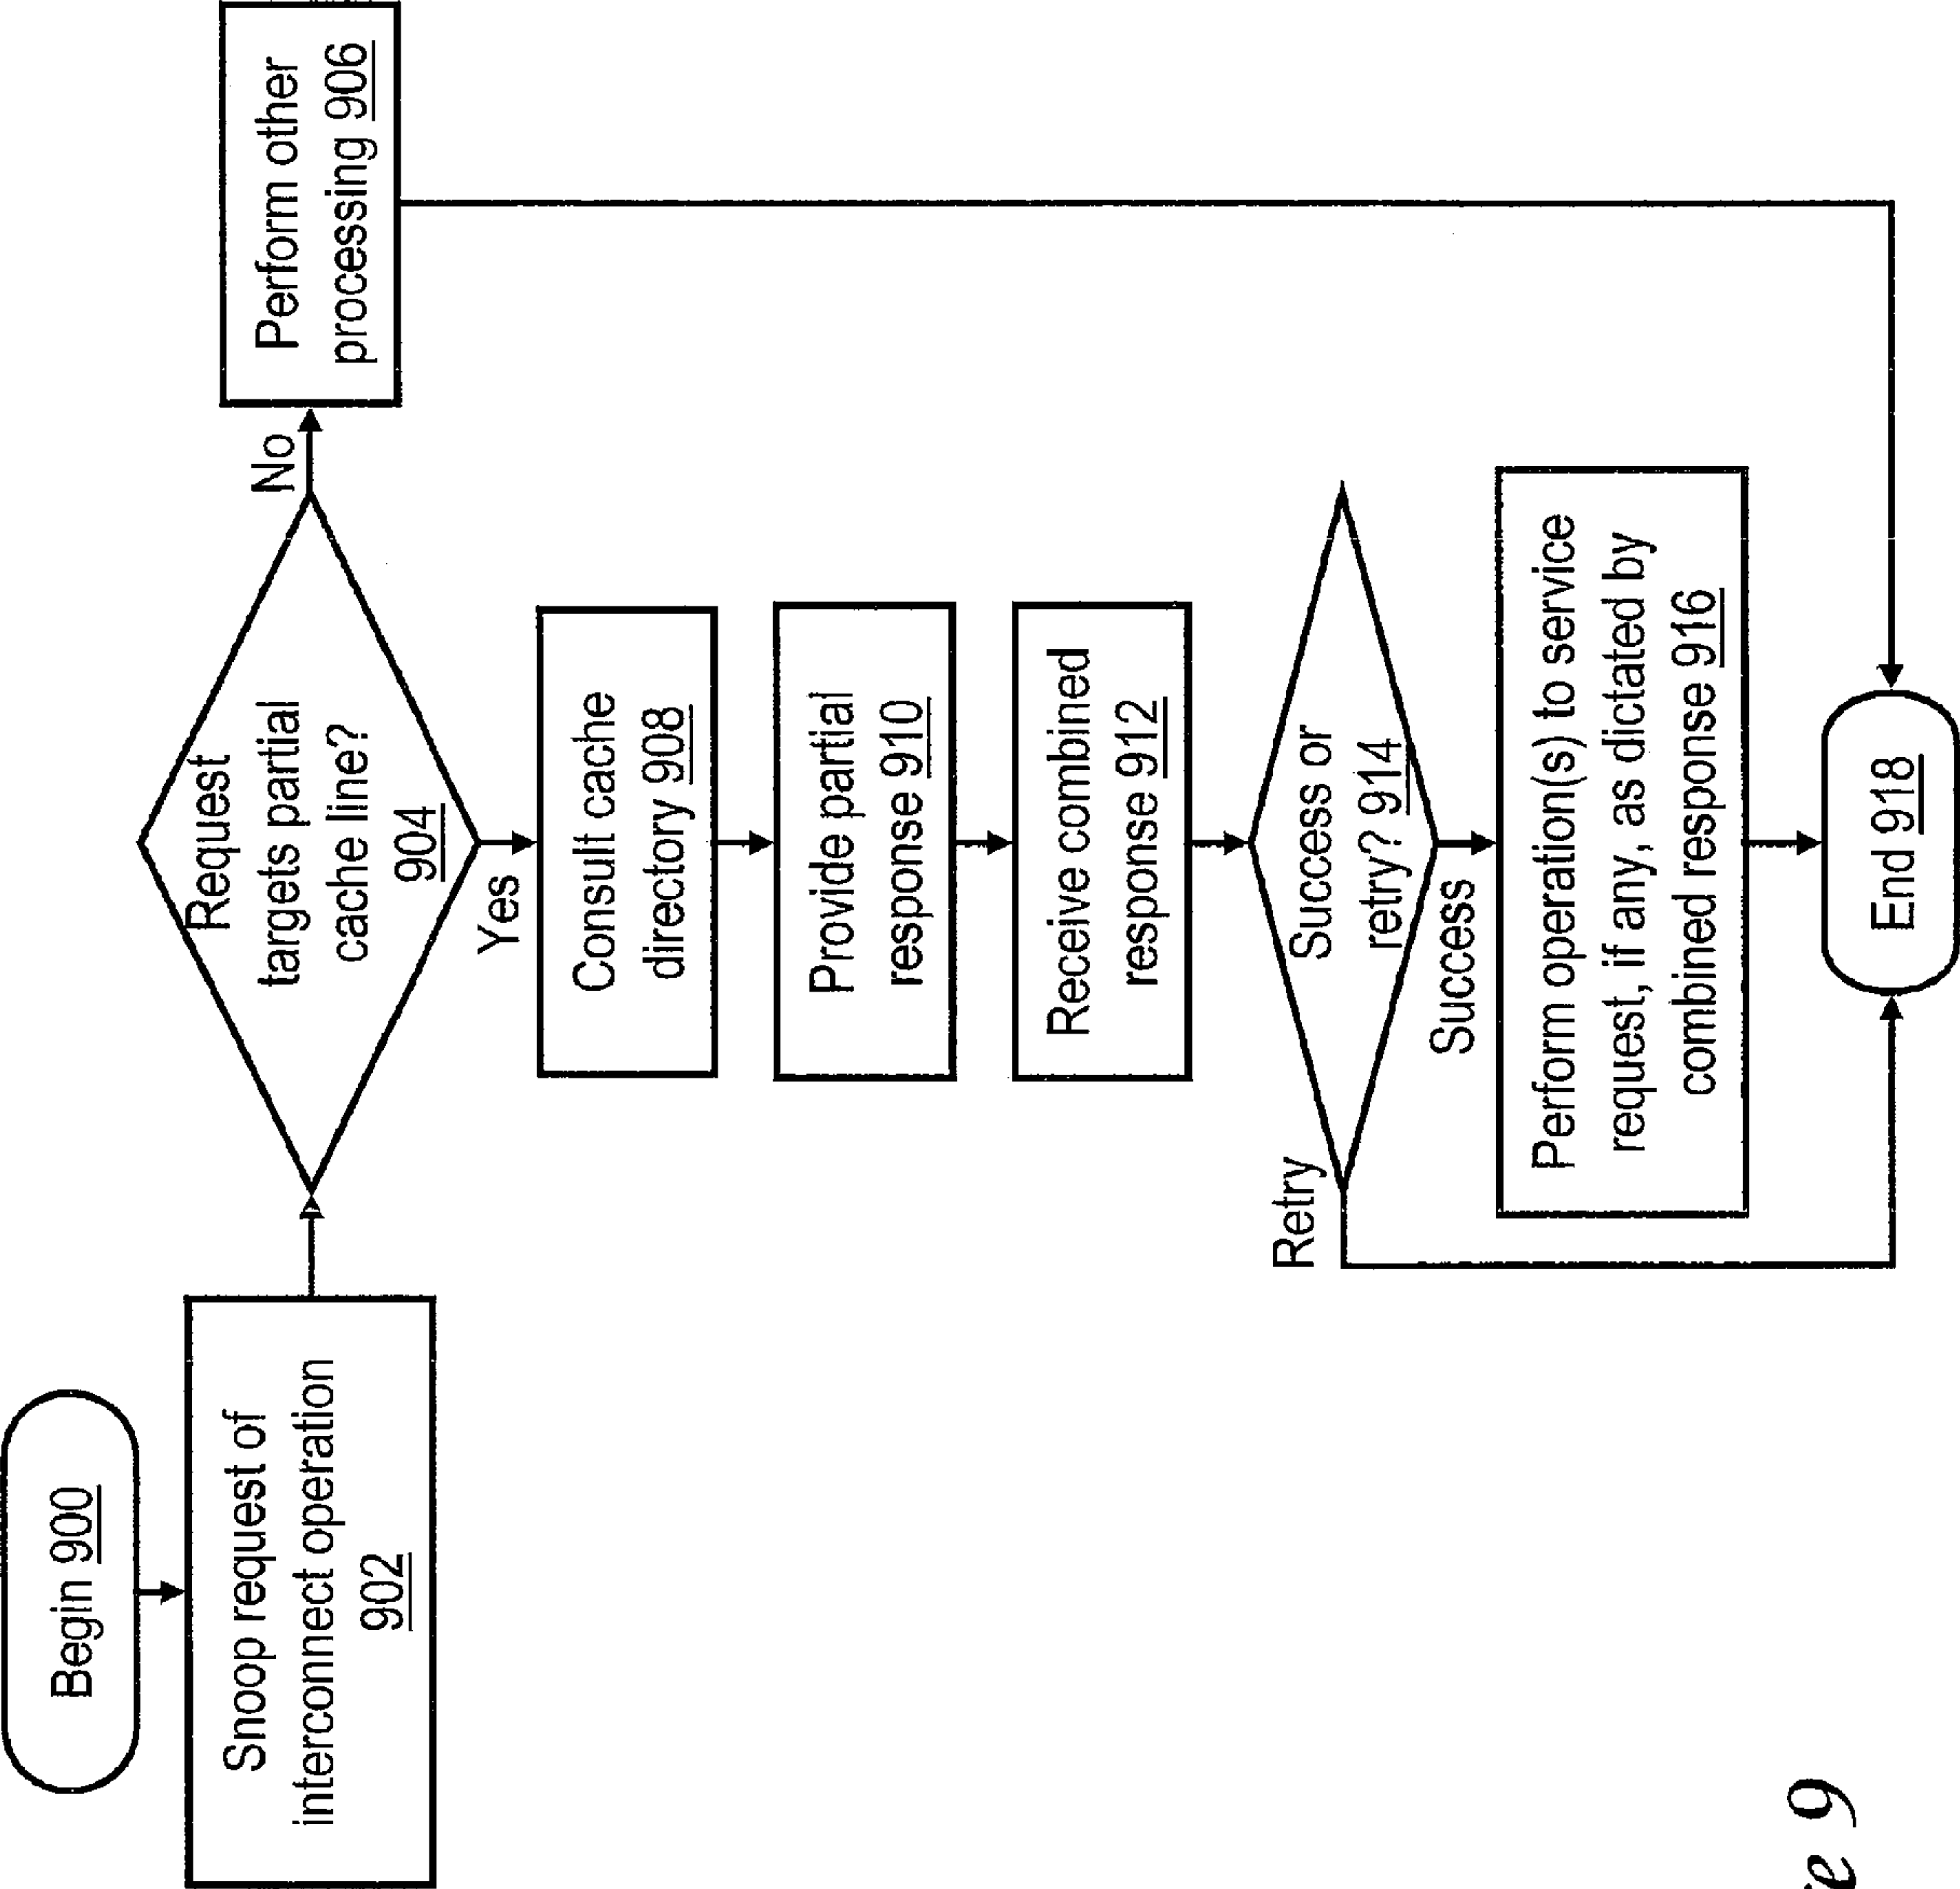 Begin 900
Snoop request of
interconnect operation
902
Request
targets partial
cache line?
904
No
Perform other
processing 906
Yes
Consult cache
directory 908
Provide partial
response 910
Receive combined
response 912
Success or
retry? 914
Retry
Success
Perform operation(s) to service
request, if any, as dictated by
combined response 916
End 918
9